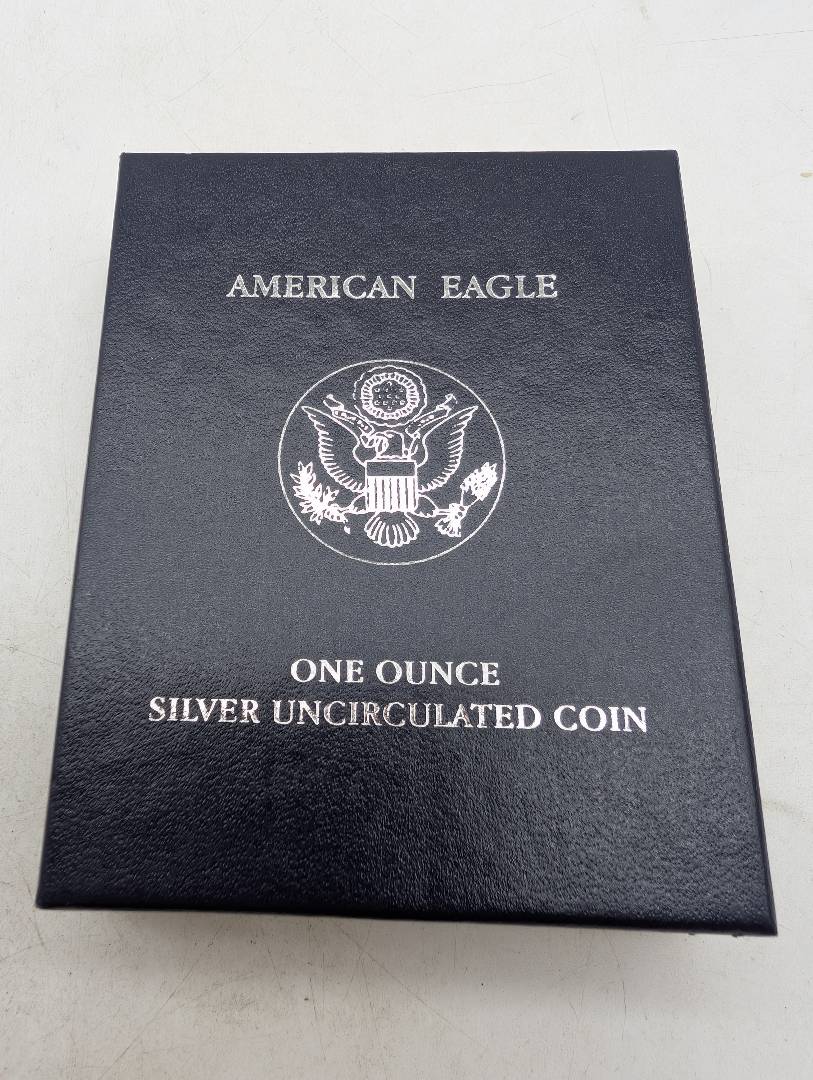 AMERICAN EAGLE
ONE OUNCE
SILVER UNCIRCULATED COIN